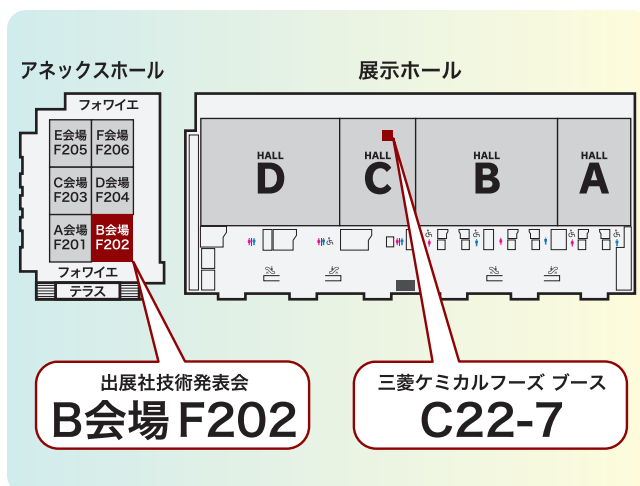 アネックスホール
フォワイエ
E会場
F205
F会場
F206
C会場
F203
D会場
F204
A会場
F201
B会場
F202
フォワイエ
テラス
展示ホール
HALL
D
HALL
C
HALL
B
HALL
A
出展社技術発表会
B会場 F202
三菱ケミカルフーズ ブース
C22-7